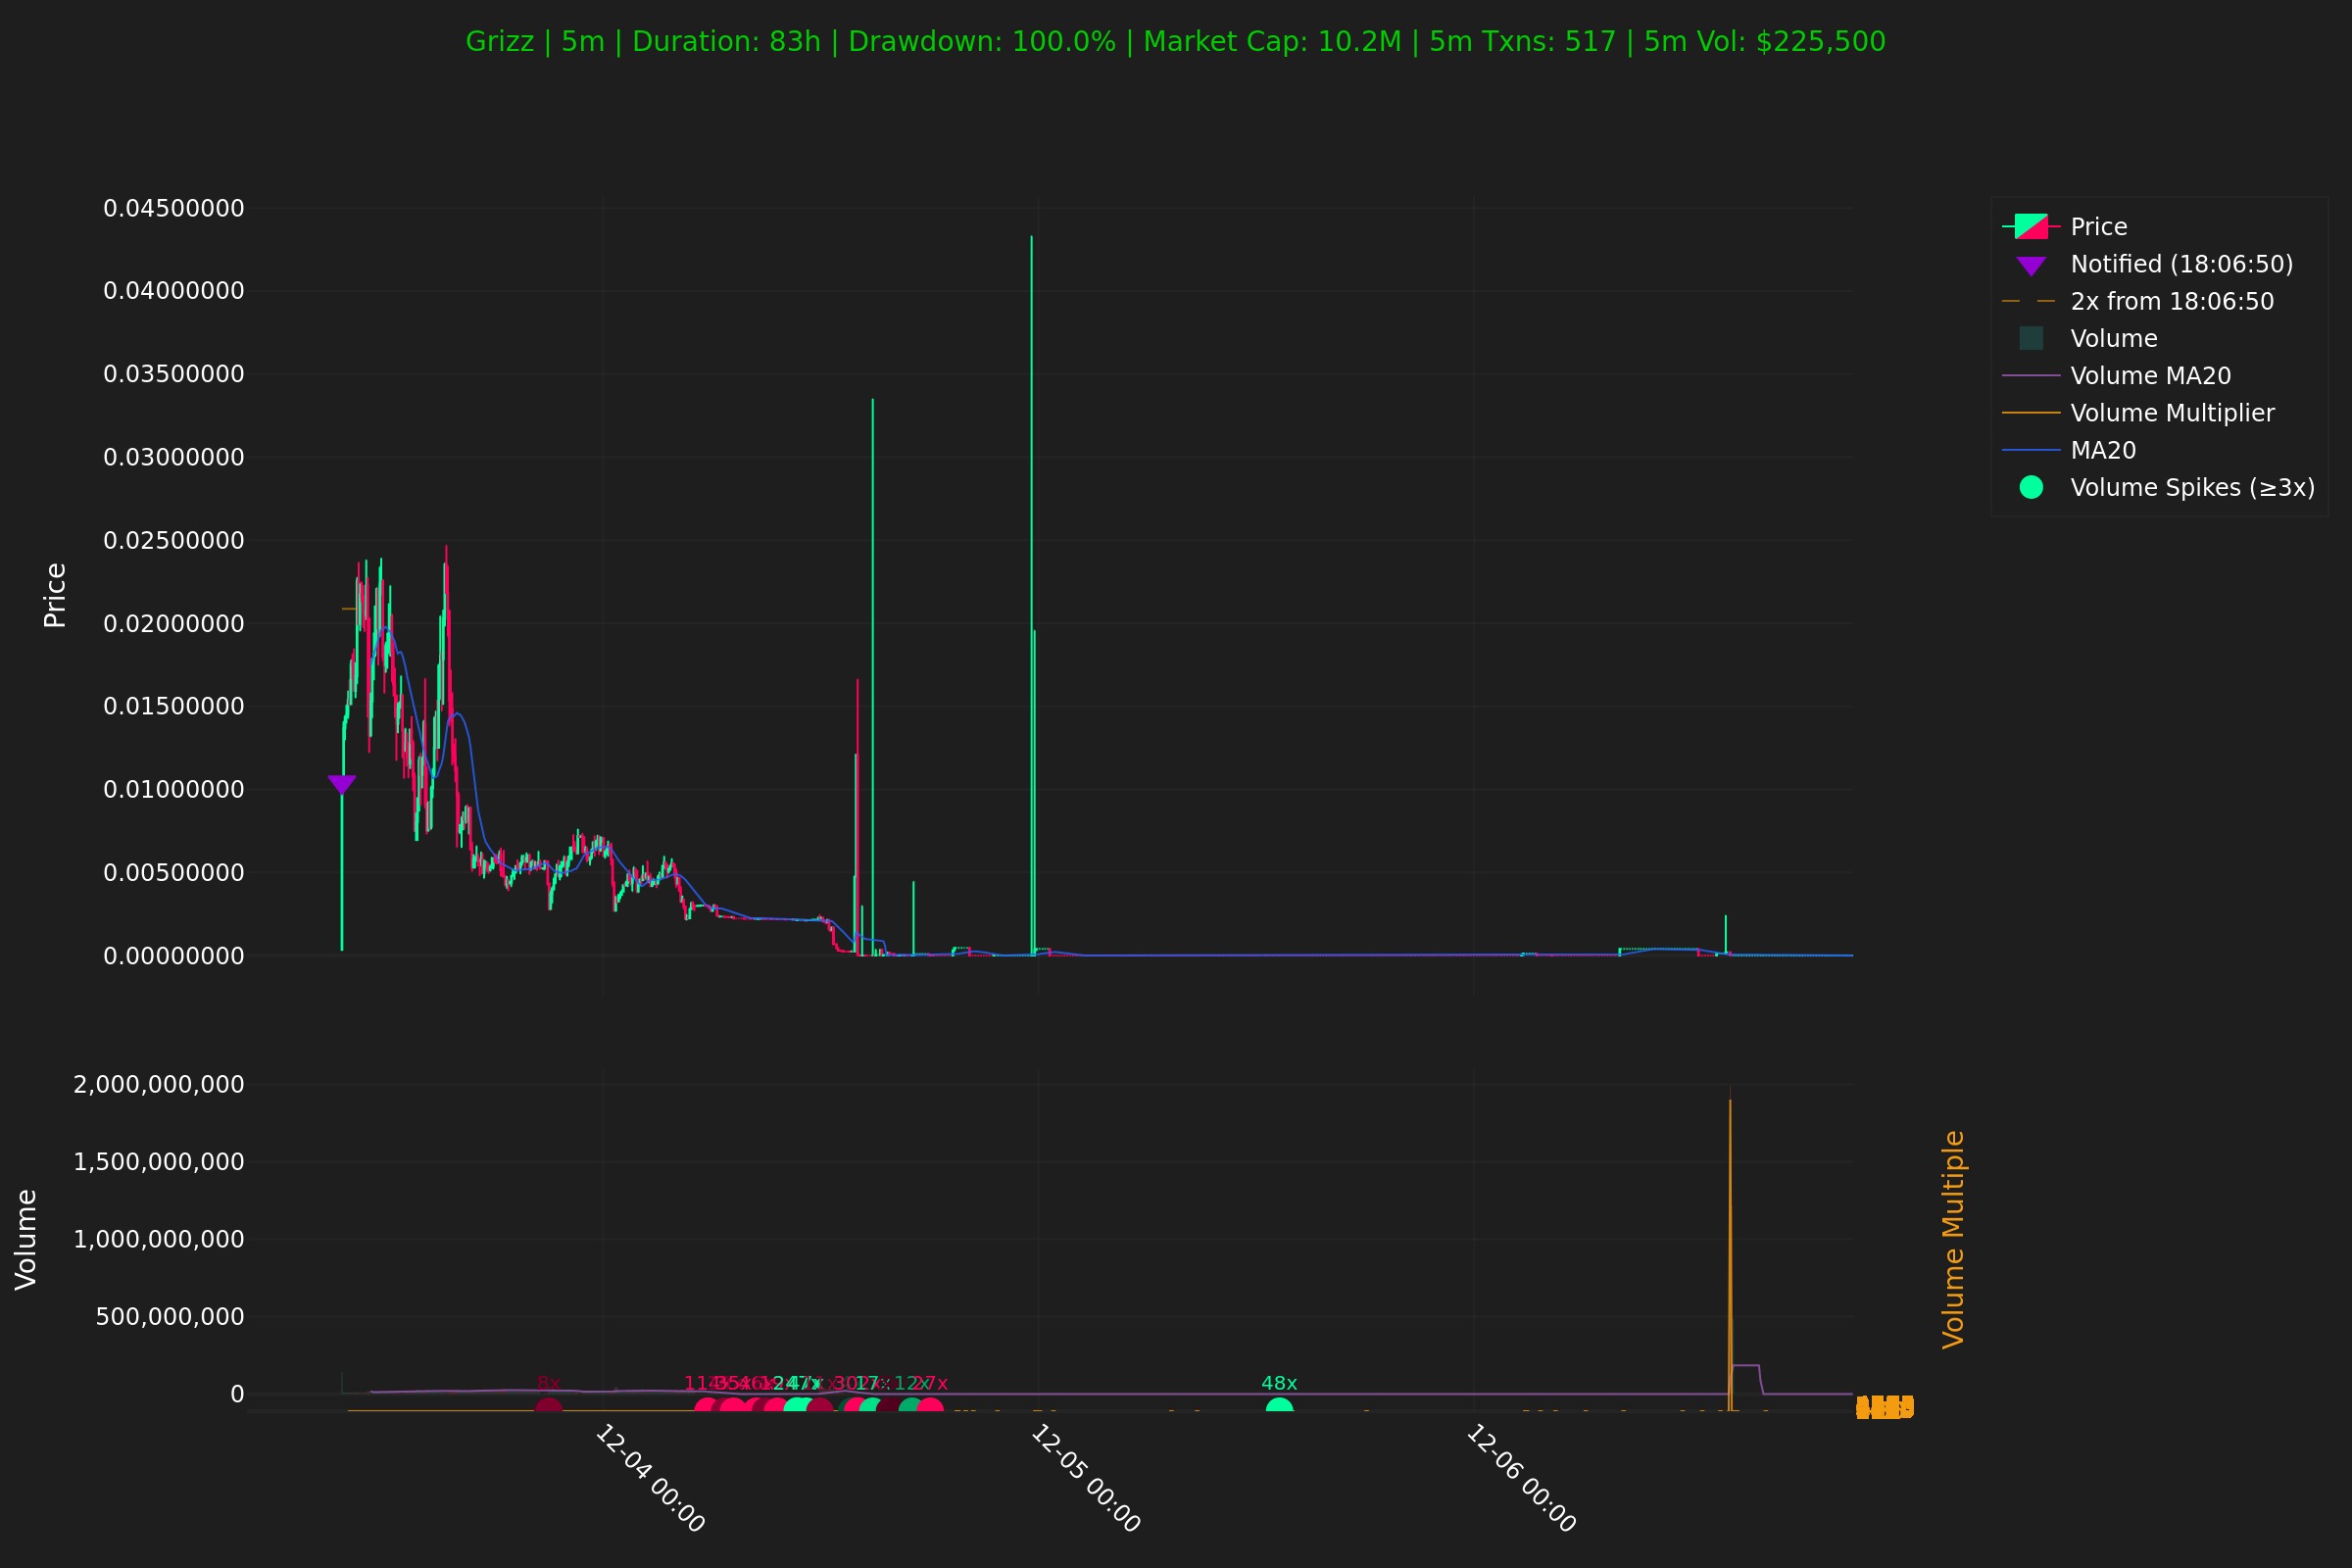 Grizz | 5m | Duration: 83h | Drawdown: 100.0% | Market Cap: 10.2M | 5m Txns: 517 | 5m Vol: $225,500
Price
0.04500000
0.04000000
0.03500000
0.03000000
0.02500000
0.02000000
0.01500000
0.01000000
0.00500000
0.00000000
Price
Notified (18:06:50)
2x from 18:06:50
Volume
Volume MA20
Volume Multiplier
MA20
Volume Spikes (≥3x)
Volume
2,000,000,000
1,500,000,000
1,000,000,000
500,000,000
0
Volume Multiple
8x
17x
12x
27x
48x
12-04 00:00
12-05 00:00
12-06 00:00